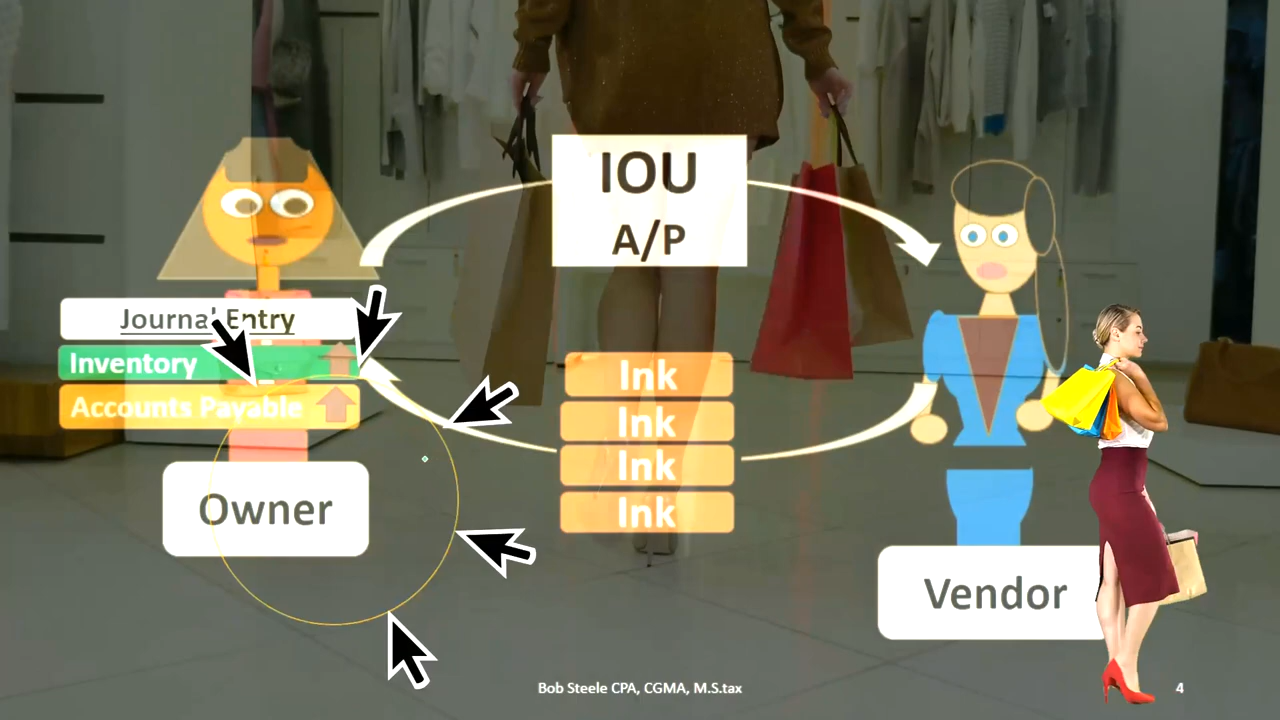 IOU
A/P
Journal Entry
Inventory
Accounts Payable
Ink
Ink
Ink
Ink
Owner
Vendor
Bob Steele CPA, CGMA, M.S.tax
4